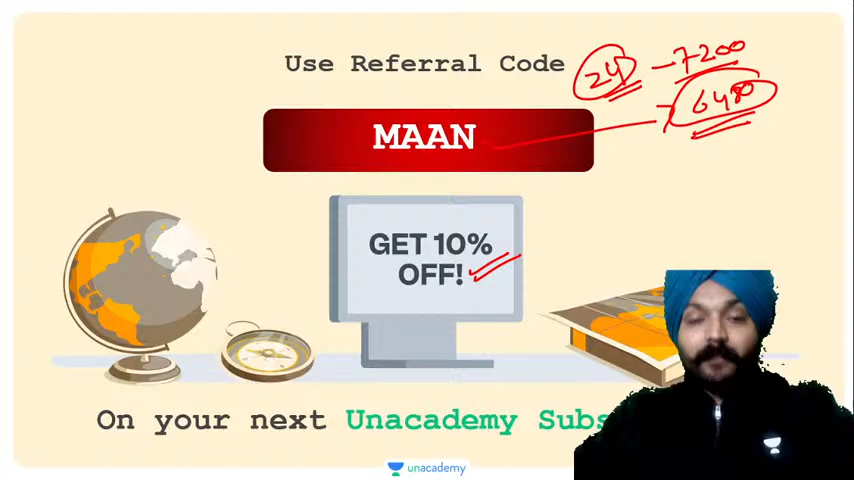 Use Referral Code
24 - 7200
6480
MAAN
GET 10%
OFF!
On your next Unacademy Subs
unacademy